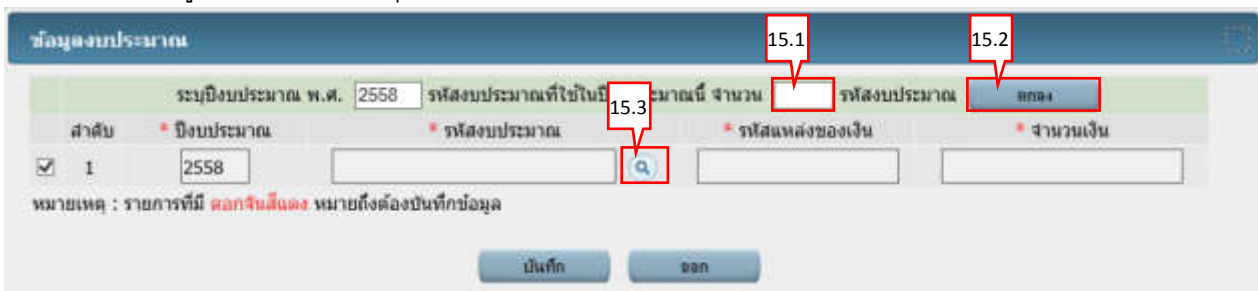 ข้อมูลงบประมาณ
15.1
15.2
ระบุปีงบประมาณ พ.ศ. 2558 รหัสงบประมาณที่ใช้ในปี ระมาณนี้ จำนวน รหัสงบประมาณ ตกลง
15.3
ลำดับ * ปีงบประมาณ * รหัสงบประมาณ * รหัสแหล่งของเงิน * จำนวนเงิน
1 2558
หมายเหตุ : รายการที่มี ดอกจันสีแดง หมายถึงต้องบันทึกข้อมูล
บันทึก ออก